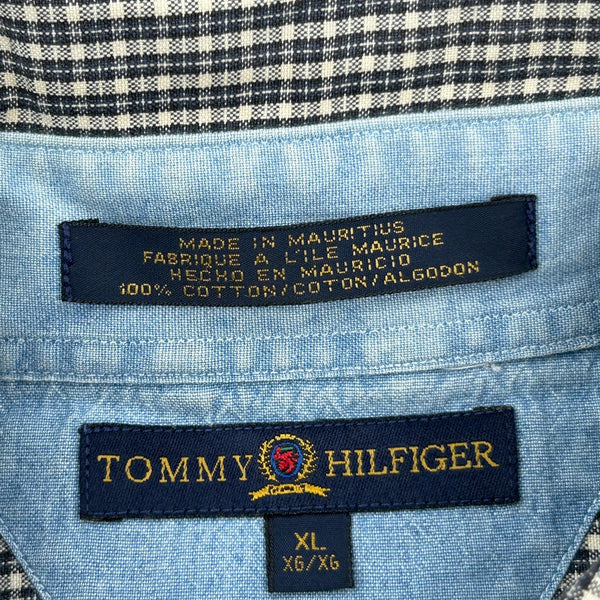 MADE IN MAURITIUS
FABRIQUE A L'ILE MAURICE
HECHO EN MAURICIO
100% COTTON/COTON/ALGODON
TOMMY HILFIGER
XL
XG/XG